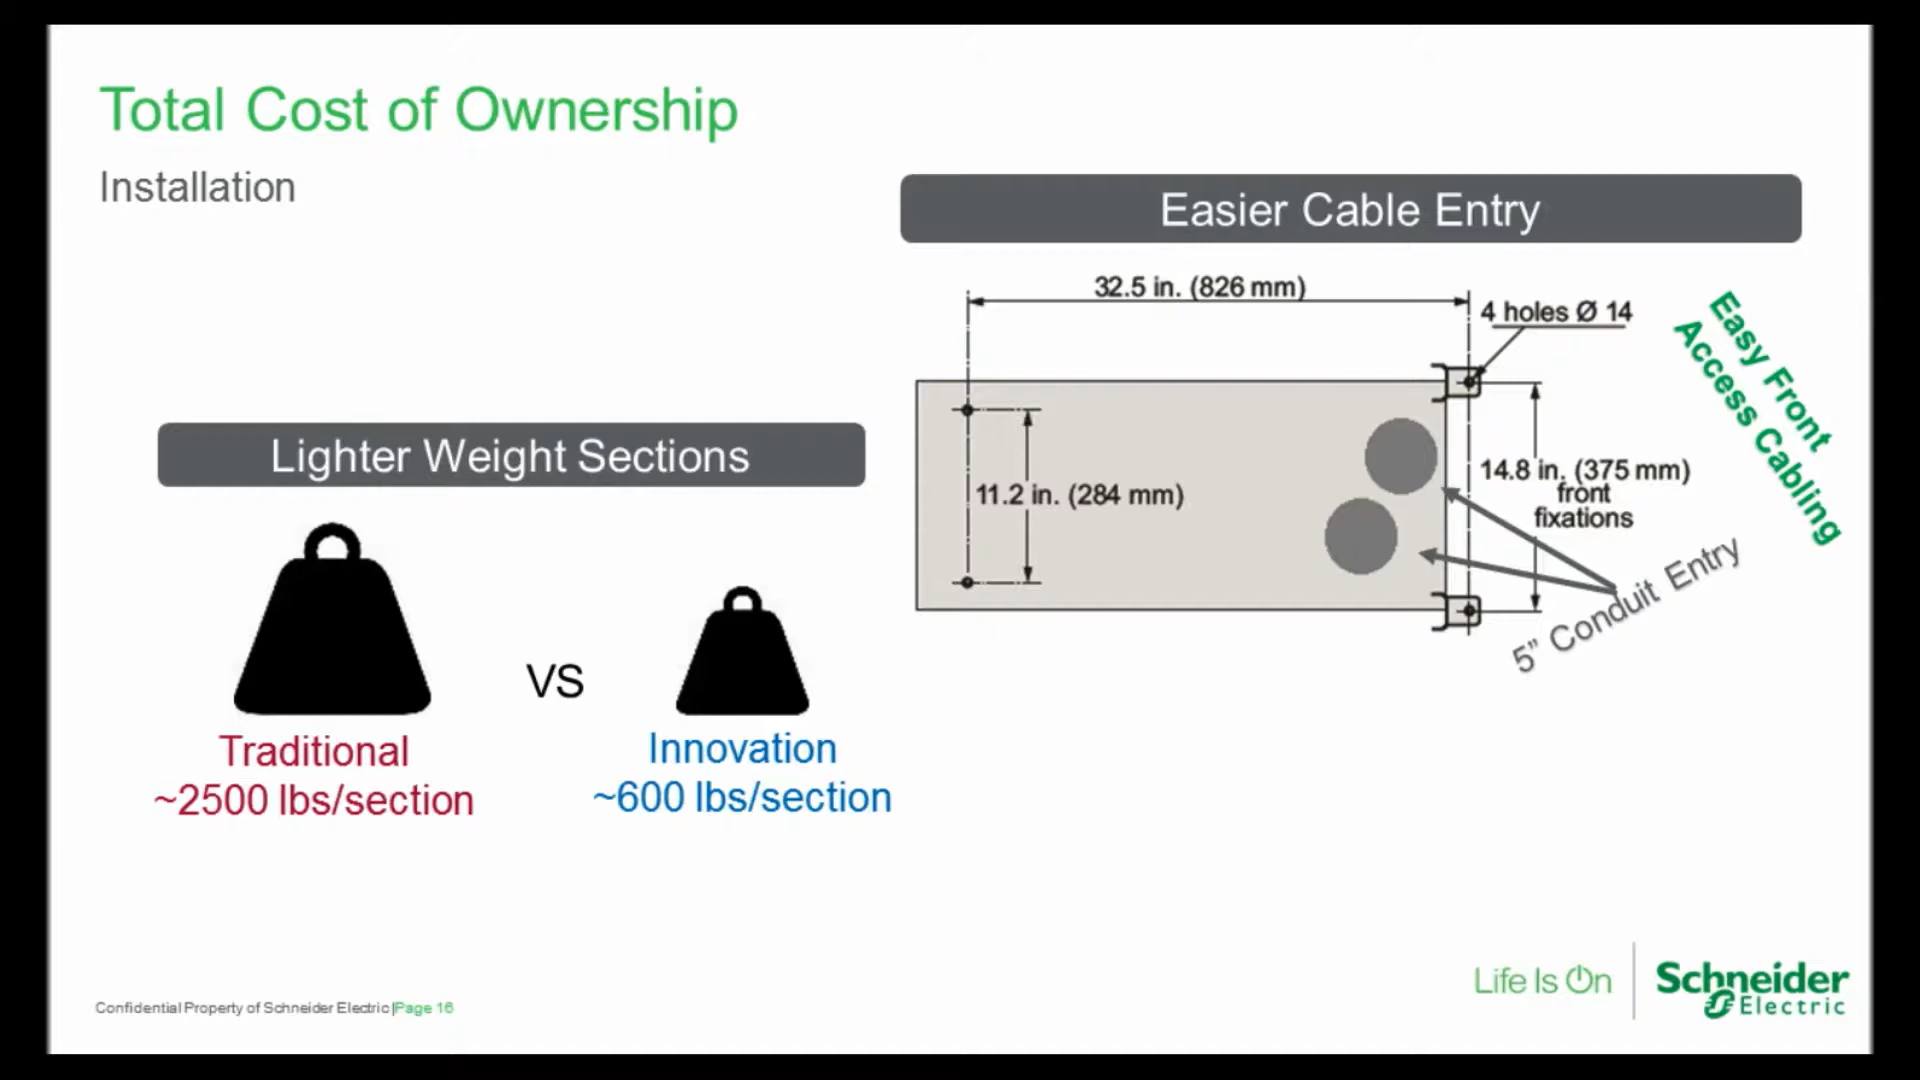 Total Cost of Ownership
Installation
Easier Cable Entry
32.5 in. (826 mm)
4 holes Ø 14
Easy Front
Access Cabling
11.2 in. (284 mm)
14.8 in. (375 mm)
front
fixations
5” Conduit Entry
Lighter Weight Sections
VS
Traditional
~2500 lbs/section
Innovation
~600 lbs/section
Confidential Property of Schneider Electric |Page 16
Life Is On
Schneider
Electric